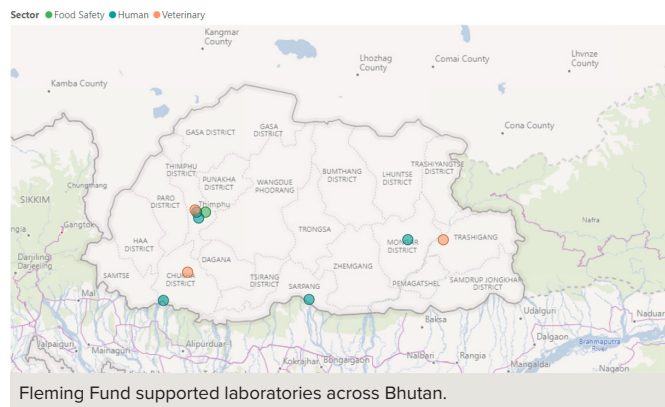 Sector Food Safety Human Veterinary
Kangmar
County
Lhozhag
County
Comai County
Lhvnze
County
Kamba County
Cona County
GASA DISTRICT
GASA
DISTRICT
THIMPHU
DISTRICT
PUNAKHA
DISTRICT
WANGDUE
PHODRANG
BUMTHANG
DISTRICT
LHUNTSE
DISTRICT
TRASHIYANGTSE
DISTRICT
Chungthang
SIKKIM
PARO
DISTRICT
Thimphu
Gangtok
TRONGSA
TRASHIGANG
Nafra
HAA
DISTRICT
DAGANA
ZHEMGANG
DISTRICT
Darjiling
Darjeeling
SAMTSE
DISTRICT
TSIRANG
DISTRICT
SARPANG
PEMAGATSHEL
SAMDRUP JONGKHAR
DISTRICT
Mal
Baksa
Udalguri
Naduar
Jalpaiguri
Mainaguri
Alipurduar
Kokrajhar
Bongaigaon
Nalbari
Rangia
Dalgaon
Mangaldai
Brahmaputra
River
Nagaon
Fleming Fund supported laboratories across Bhutan.